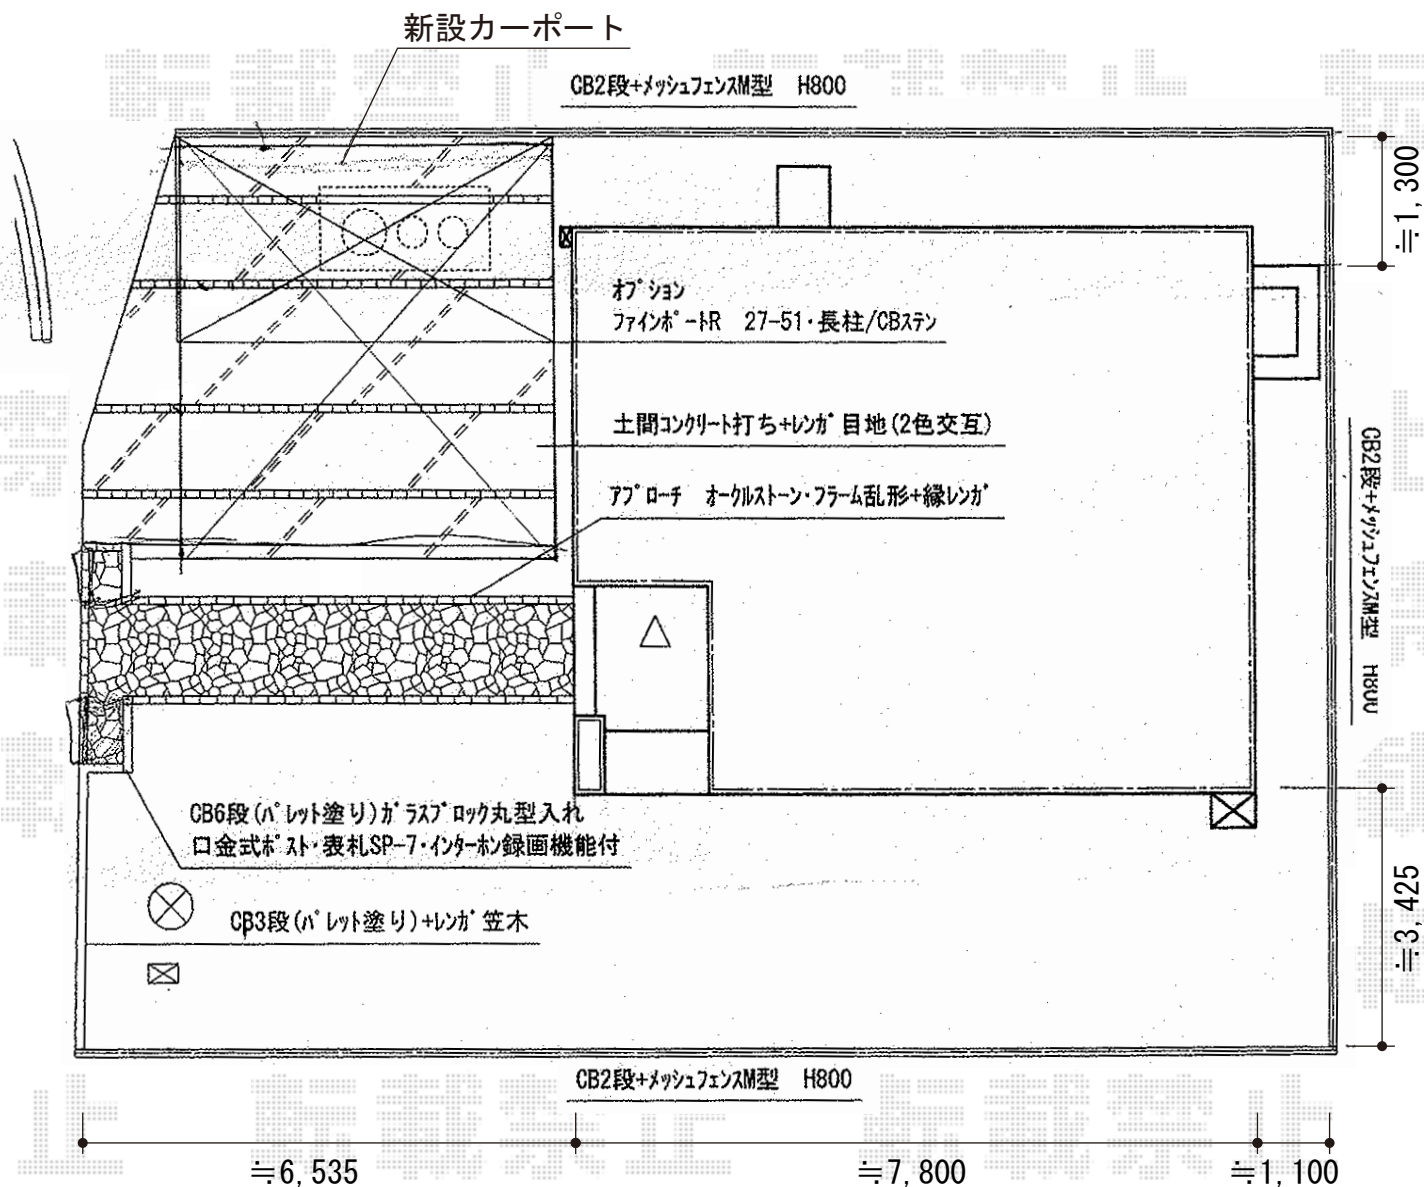 新設カーポート
CB2段+メッシュフェンスM型 H800
≒1,300
オプション
ファインポートR 27-51・長柱/CBステン
土間コンクリート打ち+レンガ目地(2色交互)
アプローチ オークルストーン・フラーム乱形+縁レンガ
CB2段+メッシュフェンスM型 H800
CB6段(パレット塗り)ガラスブロック丸型入れ
口金式ポスト・表札SP-7・インターホン録画機能付
CB3段(パレット塗り)+レンガ笠木
≒3,425
CB2段+メッシュフェンスM型 H800
≒6,535
≒7,800
≒1,100
転載禁止
転載禁止